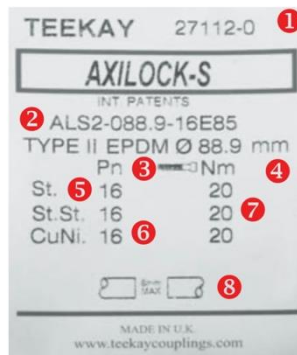 TEEKAY 27112-0 1
AXILOCK-S
INT. PATENTS
2 ALS2-088.9-16E85
TYPE II EPDM Ø 88.9 mm
Pn 3 Nm 4
St. 5 16 20
St.St. 16 20 7
CuNi. 16 6 20
6mm MAX 8
MADE IN U.K.
www.teekaycouplings.com